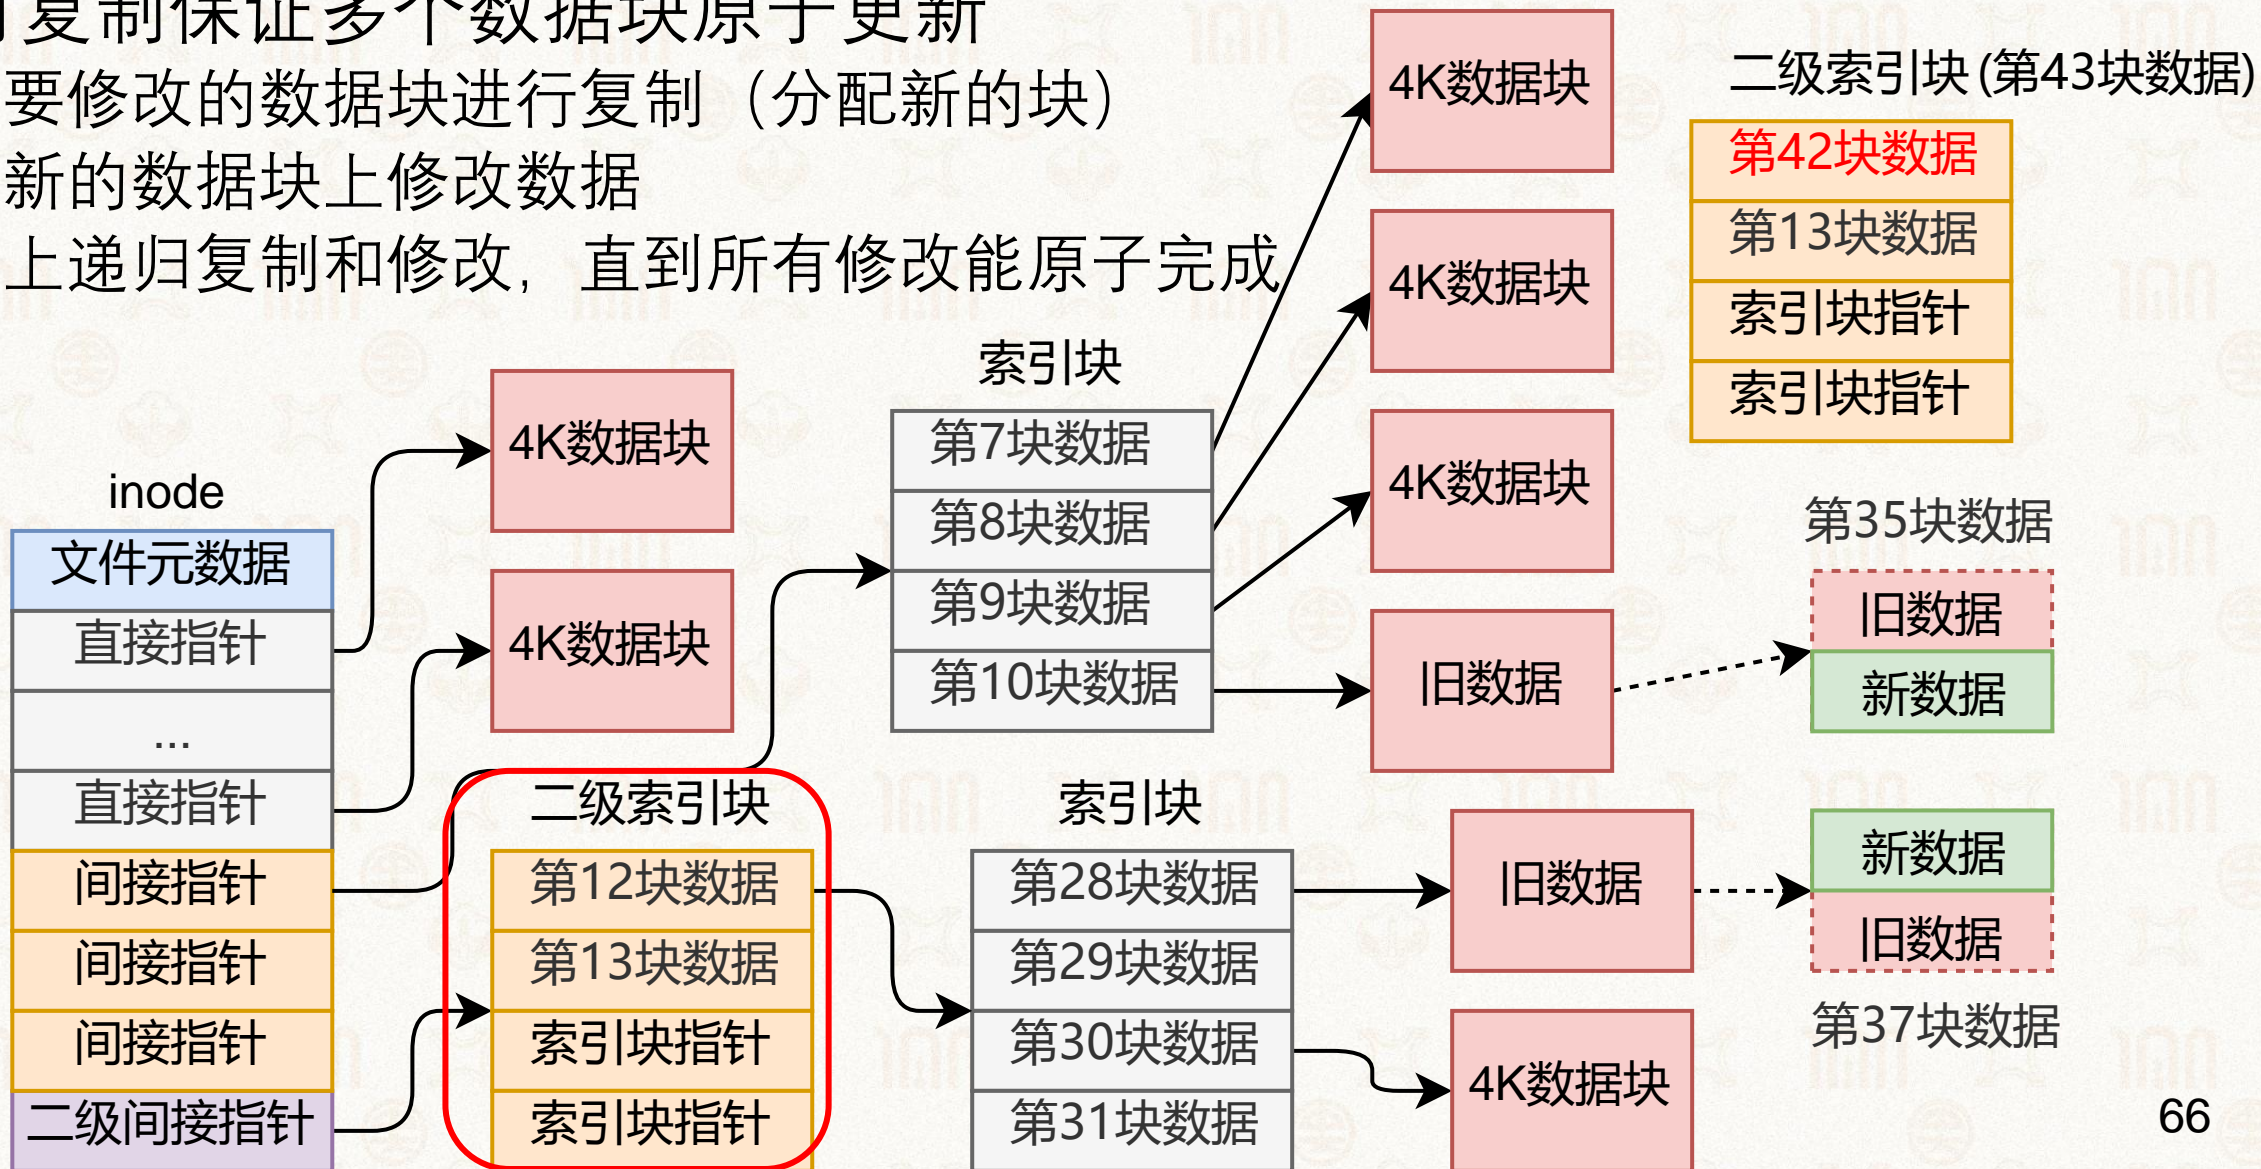 复制保证多个数据块原子更新
要修改的数据块进行复制（分配新的块）
新的数据块上修改数据
上递归复制和修改，直到所有修改能原子完成
inode
文件元数据
直接指针
...
直接指针
间接指针
间接指针
间接指针
二级间接指针
4K数据块
4K数据块
二级索引块
第12块数据
第13块数据
索引块指针
索引块指针
索引块
第7块数据
第8块数据
第9块数据
第10块数据
索引块
第28块数据
第29块数据
第30块数据
第31块数据
4K数据块
4K数据块
4K数据块
旧数据
旧数据
4K数据块
二级索引块(第43块数据)
第42块数据
第13块数据
索引块指针
索引块指针
第35块数据
旧数据
新数据
新数据
旧数据
第37块数据
66